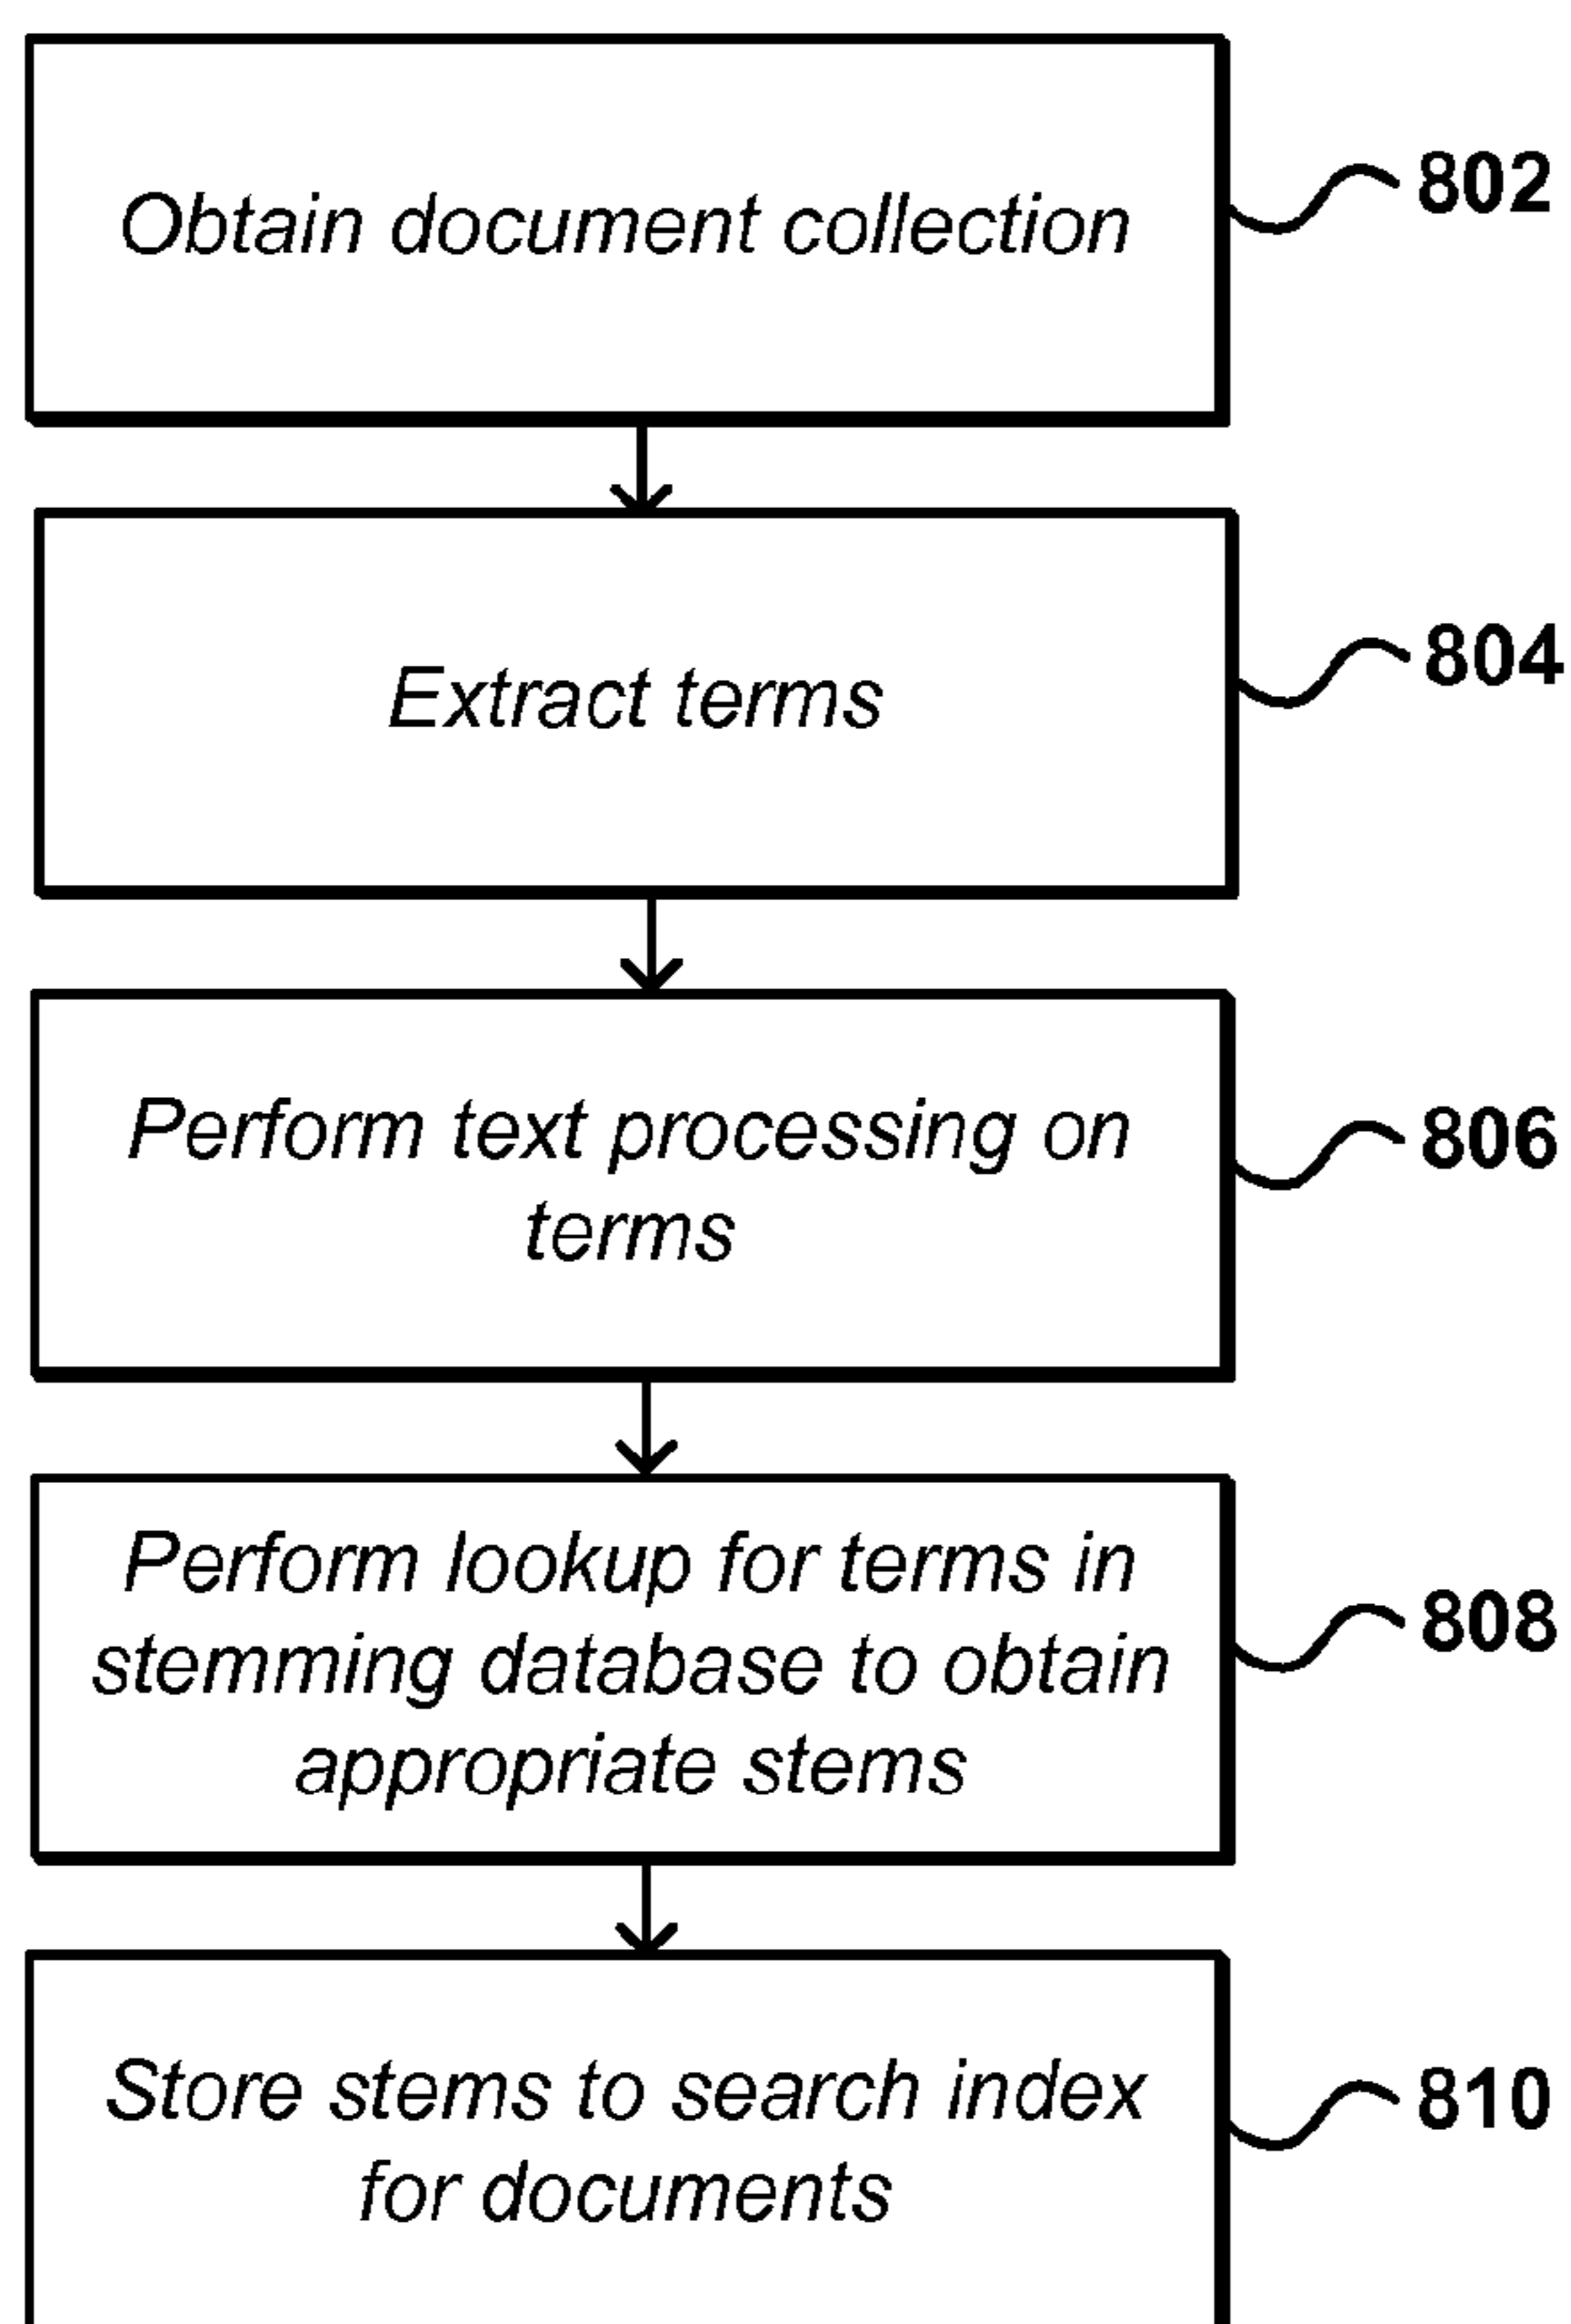 Obtain document collection
802
Extract terms
804
Perform text processing on
terms
806
Perform lookup for terms in
stemming database to obtain
appropriate stems
808
Store stems to search index
for documents
810